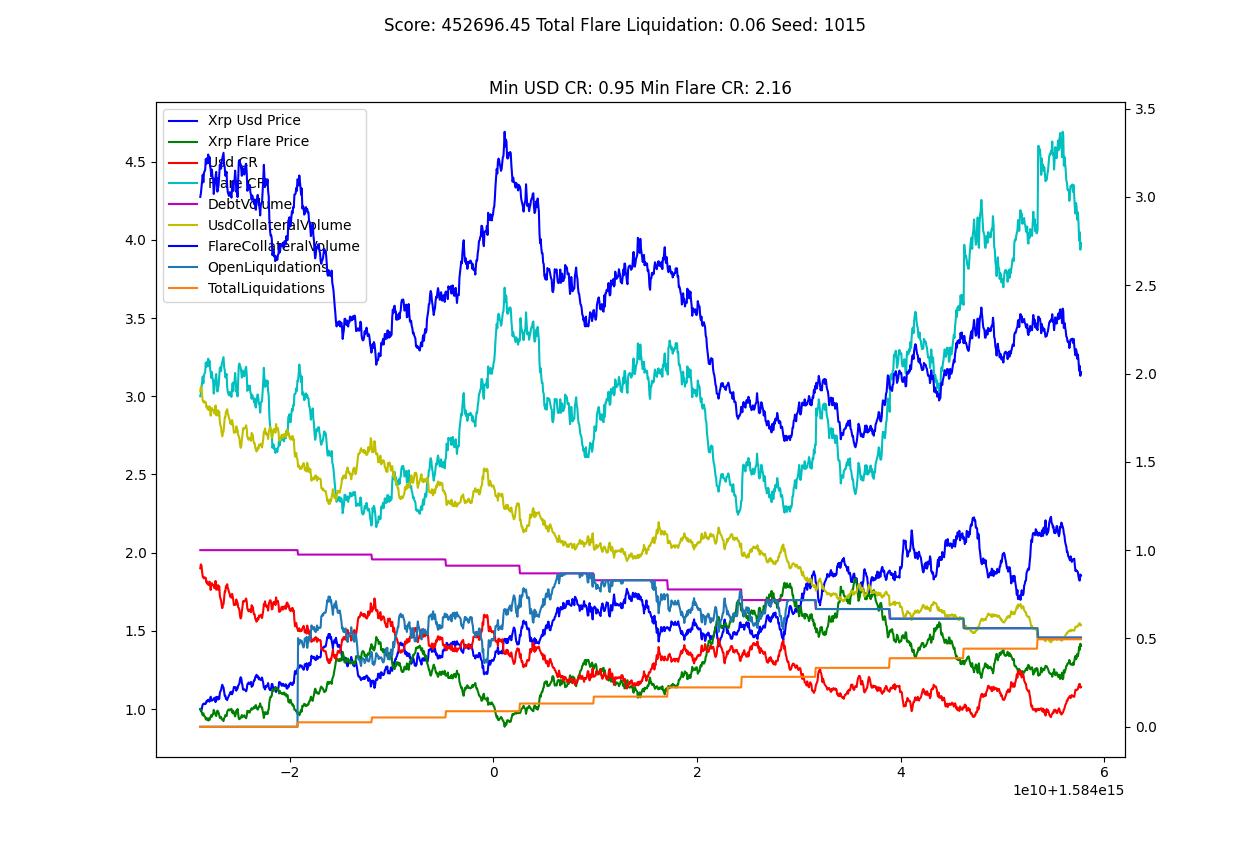 Score: 452696.45 Total Flare Liquidation: 0.06 Seed: 1015
Min USD CR: 0.95 Min Flare CR: 2.16
Xrp Usd Price
Xrp Flare Price
Usd CR
Flare CR
DebtVolume
UsdCollateralVolume
FlareCollateralVolume
OpenLiquidations
TotalLiquidations
4.5
4.0
3.5
3.0
2.5
2.0
1.5
1.0
3.5
3.0
2.5
2.0
1.5
1.0
0.5
0.0
−2
0
2
4
6
1e10+1.584e15